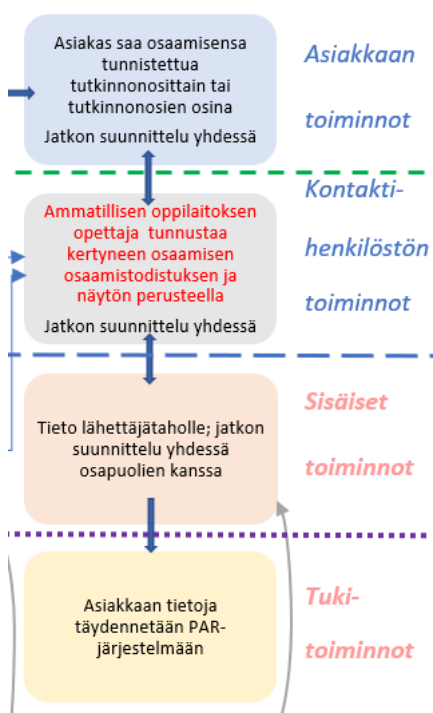 Asiakas saa osaamisensa
tunnistettua
tutkinnonosittain tai
tutkinnonosien osina
Jatkon suunnittelu yhdessä
Asiakkaan
toiminnot
Ammatillisen oppilaitoksen
opettaja tunnustaa
kertyneen osaamisen
osaamistodistuksen ja
näytön perusteella
Jatkon suunnittelu yhdessä
Kontakti-
henkilöstön
toiminnot
Tieto lähettäjätaholle; jatkon
suunnittelu yhdessä
osapuolien kanssa
Sisäiset
toiminnot
Asiakkaan tietoja
täydennetään PAR-
järjestelmään
Tuki-
toiminnot